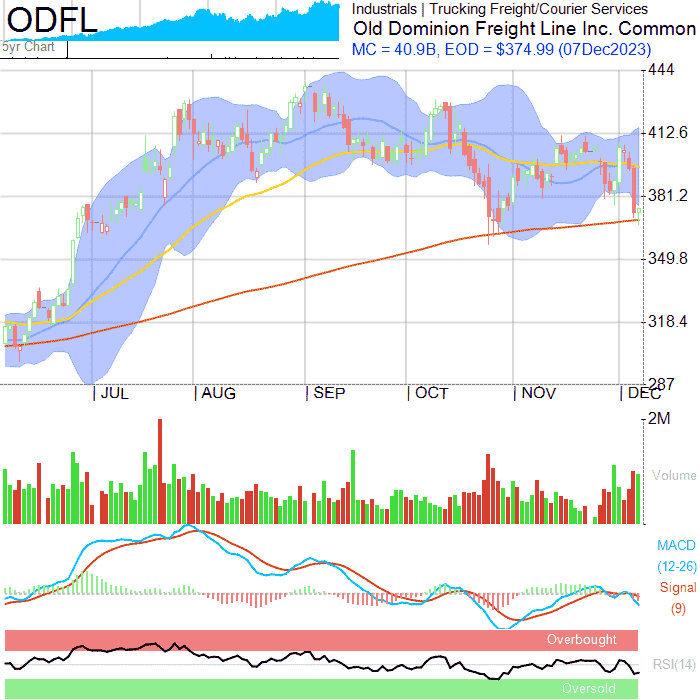 ODFL
5yr Chart
Industrials | Trucking Freight/Courier Services
Old Dominion Freight Line Inc. Common
MC = 40.9B, EOD = $374.99 (07Dec2023)
444
412.6
381.2
349.8
318.4
287
JUL AUG SEP OCT NOV DEC
2M
Volume
MACD
(12-26)
Signal
(9)
Overbought
RSI(14)
Oversold